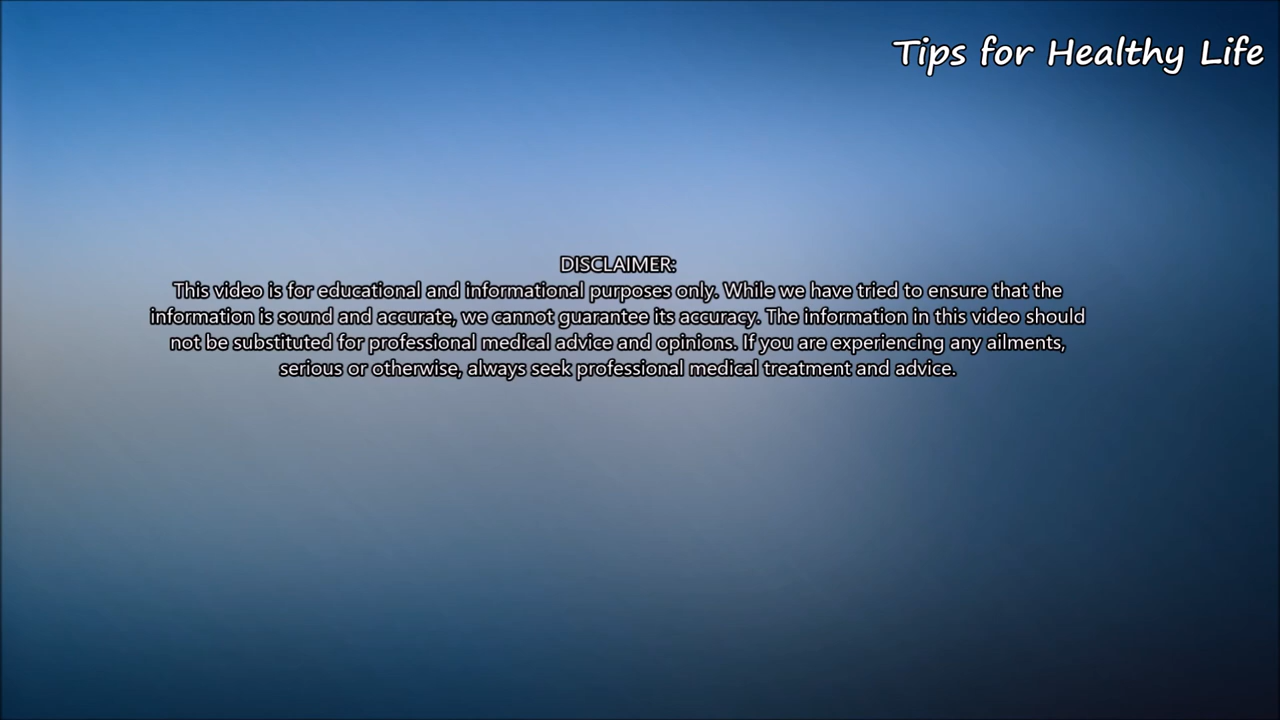 Tips for Healthy Life
DISCLAIMER:
This video is for educational and informational purposes only. While we have tried to ensure that the
information is sound and accurate, we cannot guarantee its accuracy. The information in this video should
not be substituted for professional medical advice and opinions. If you are experiencing any ailments,
serious or otherwise, always seek professional medical treatment and advice.